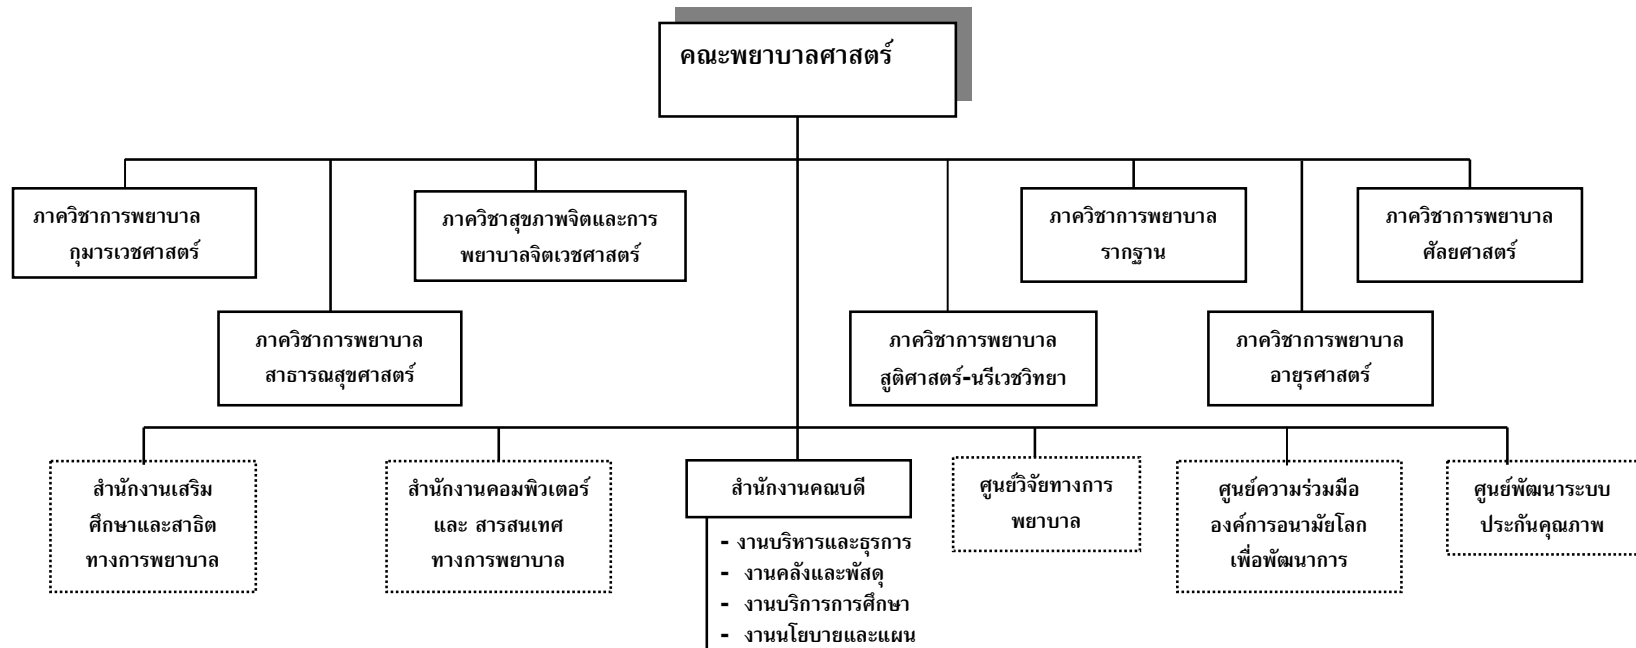 คณะพยาบาลศาสตร์
ภาควิชาการพยาบาล
กุมารเวชศาสตร์
ภาควิชาสุขภาพจิตและการ
พยาบาลจิตเวชศาสตร์
ภาควิชาการพยาบาล
รากฐาน
ภาควิชาการพยาบาล
ศัลยศาสตร์
ภาควิชาการพยาบาล
สาธารณสุขศาสตร์
ภาควิชาการพยาบาล
สูติศาสตร์-นรีเวชวิทยา
ภาควิชาการพยาบาล
อายุรศาสตร์
สำนักงานเสริม
ศึกษาและสาธิต
ทางการพยาบาล
สำนักงานคอมพิวเตอร์
และ สารสนเทศ
ทางการพยาบาล
สำนักงานคณบดี
- งานบริหารและธุรการ
- งานคลังและพัสดุ
- งานบริการการศึกษา
- งานนโยบายและแผน
ศูนย์วิจัยทางการ
พยาบาล
ศูนย์ความร่วมมือ
องค์การอนามัยโลก
เพื่อพัฒนาการ
ศูนย์พัฒนาระบบ
ประกันคุณภาพ